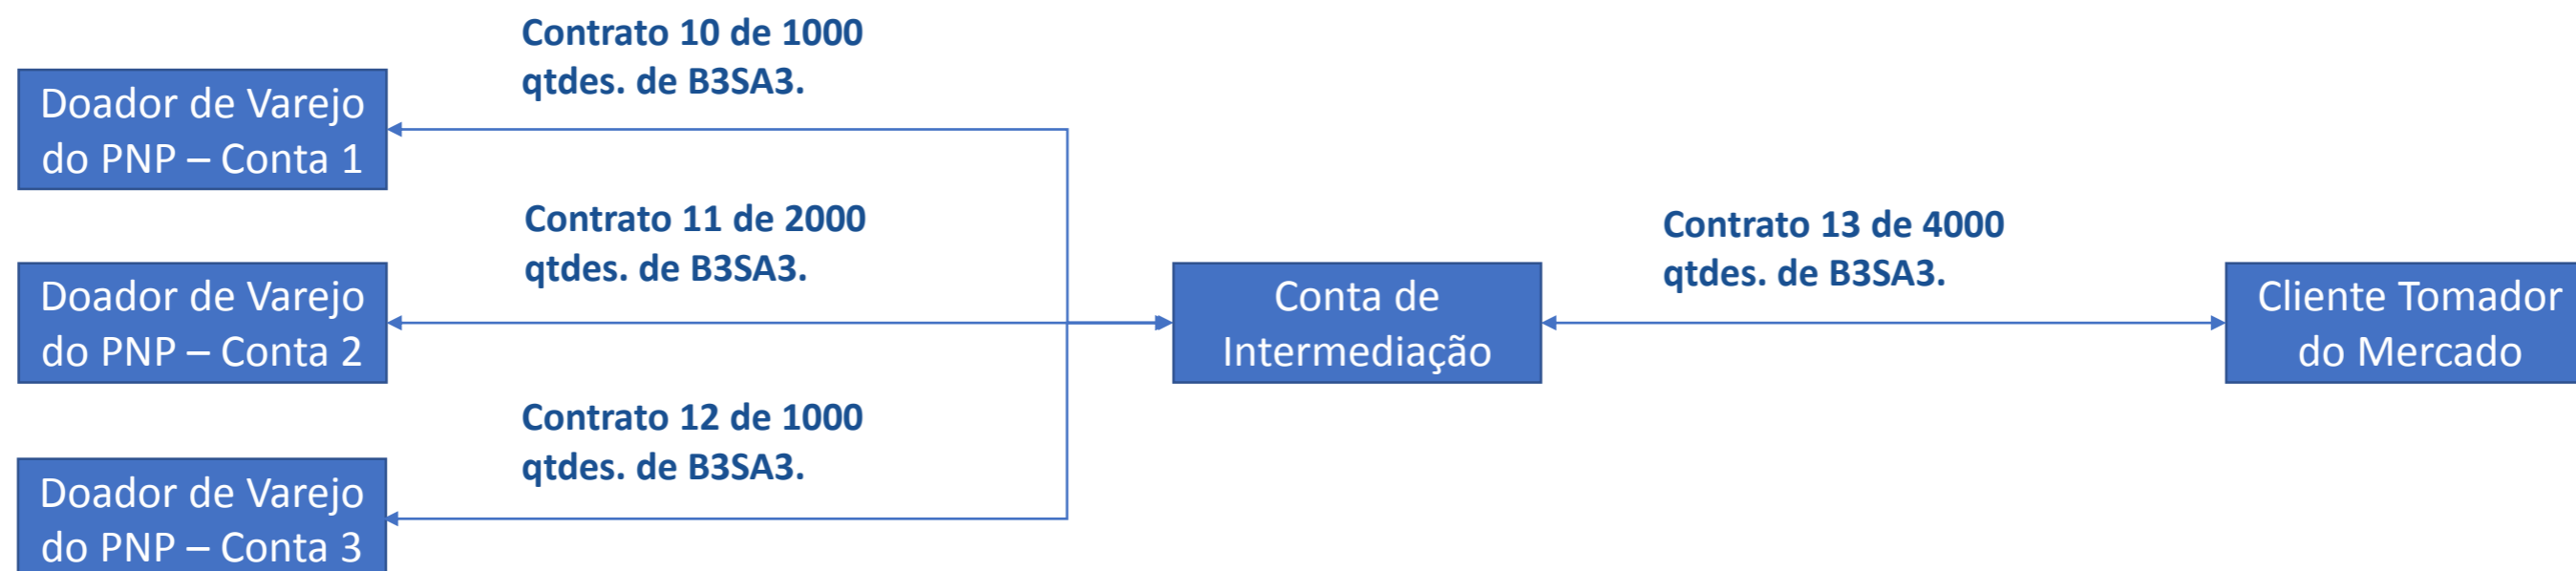 Contrato 10 de 1000
qtdes. de B3SA3.
Doador de Varejo
do PNP – Conta 1
Contrato 11 de 2000
qtdes. de B3SA3.
Doador de Varejo
do PNP – Conta 2
Contrato 12 de 1000
qtdes. de B3SA3.
Doador de Varejo
do PNP – Conta 3
Conta de
Intermediação
Contrato 13 de 4000
qtdes. de B3SA3.
Cliente Tomador
do Mercado